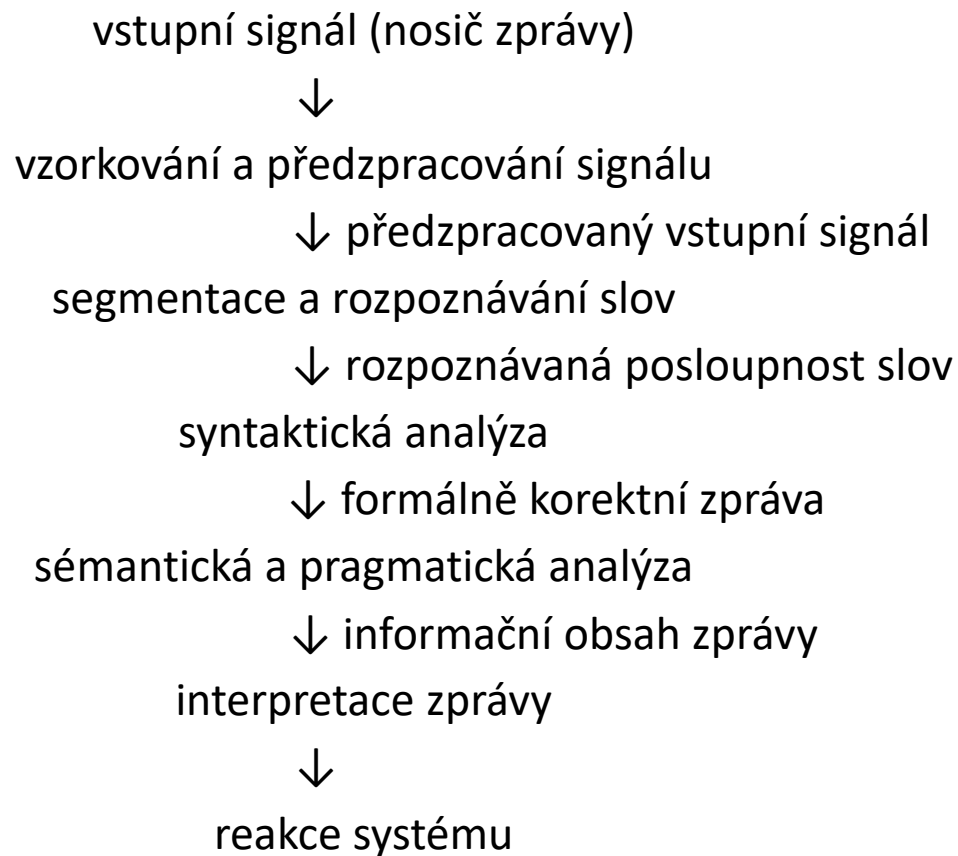 vstupní signál (nosič zprávy)
↓
vzorkování a předzpracování signálu
↓ předzpracovaný vstupní signál
segmentace a rozpoznávání slov
↓ rozpoznávaná posloupnost slov
syntaktická analýza
↓ formálně korektní zpráva
sémantická a pragmatická analýza
↓ informační obsah zprávy
interpretace zprávy
↓
reakce systému